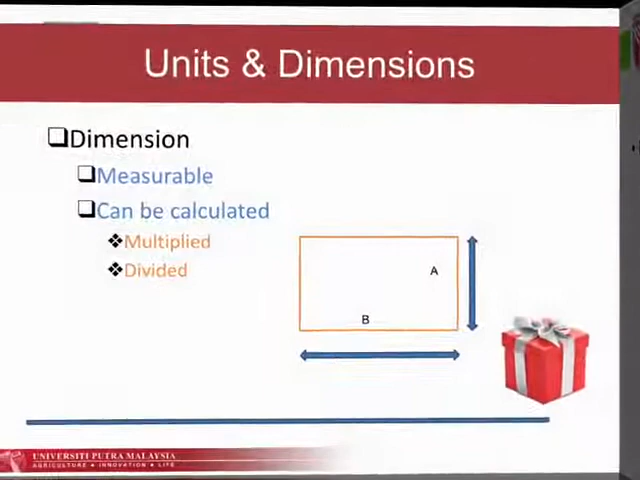 Units & Dimensions
Dimension
Measurable
Can be calculated
Multiplied
Divided
A
B
UNIVERSITI PUTRA MALAYSIA
AGRICULTURE • INNOVATION • LIFE